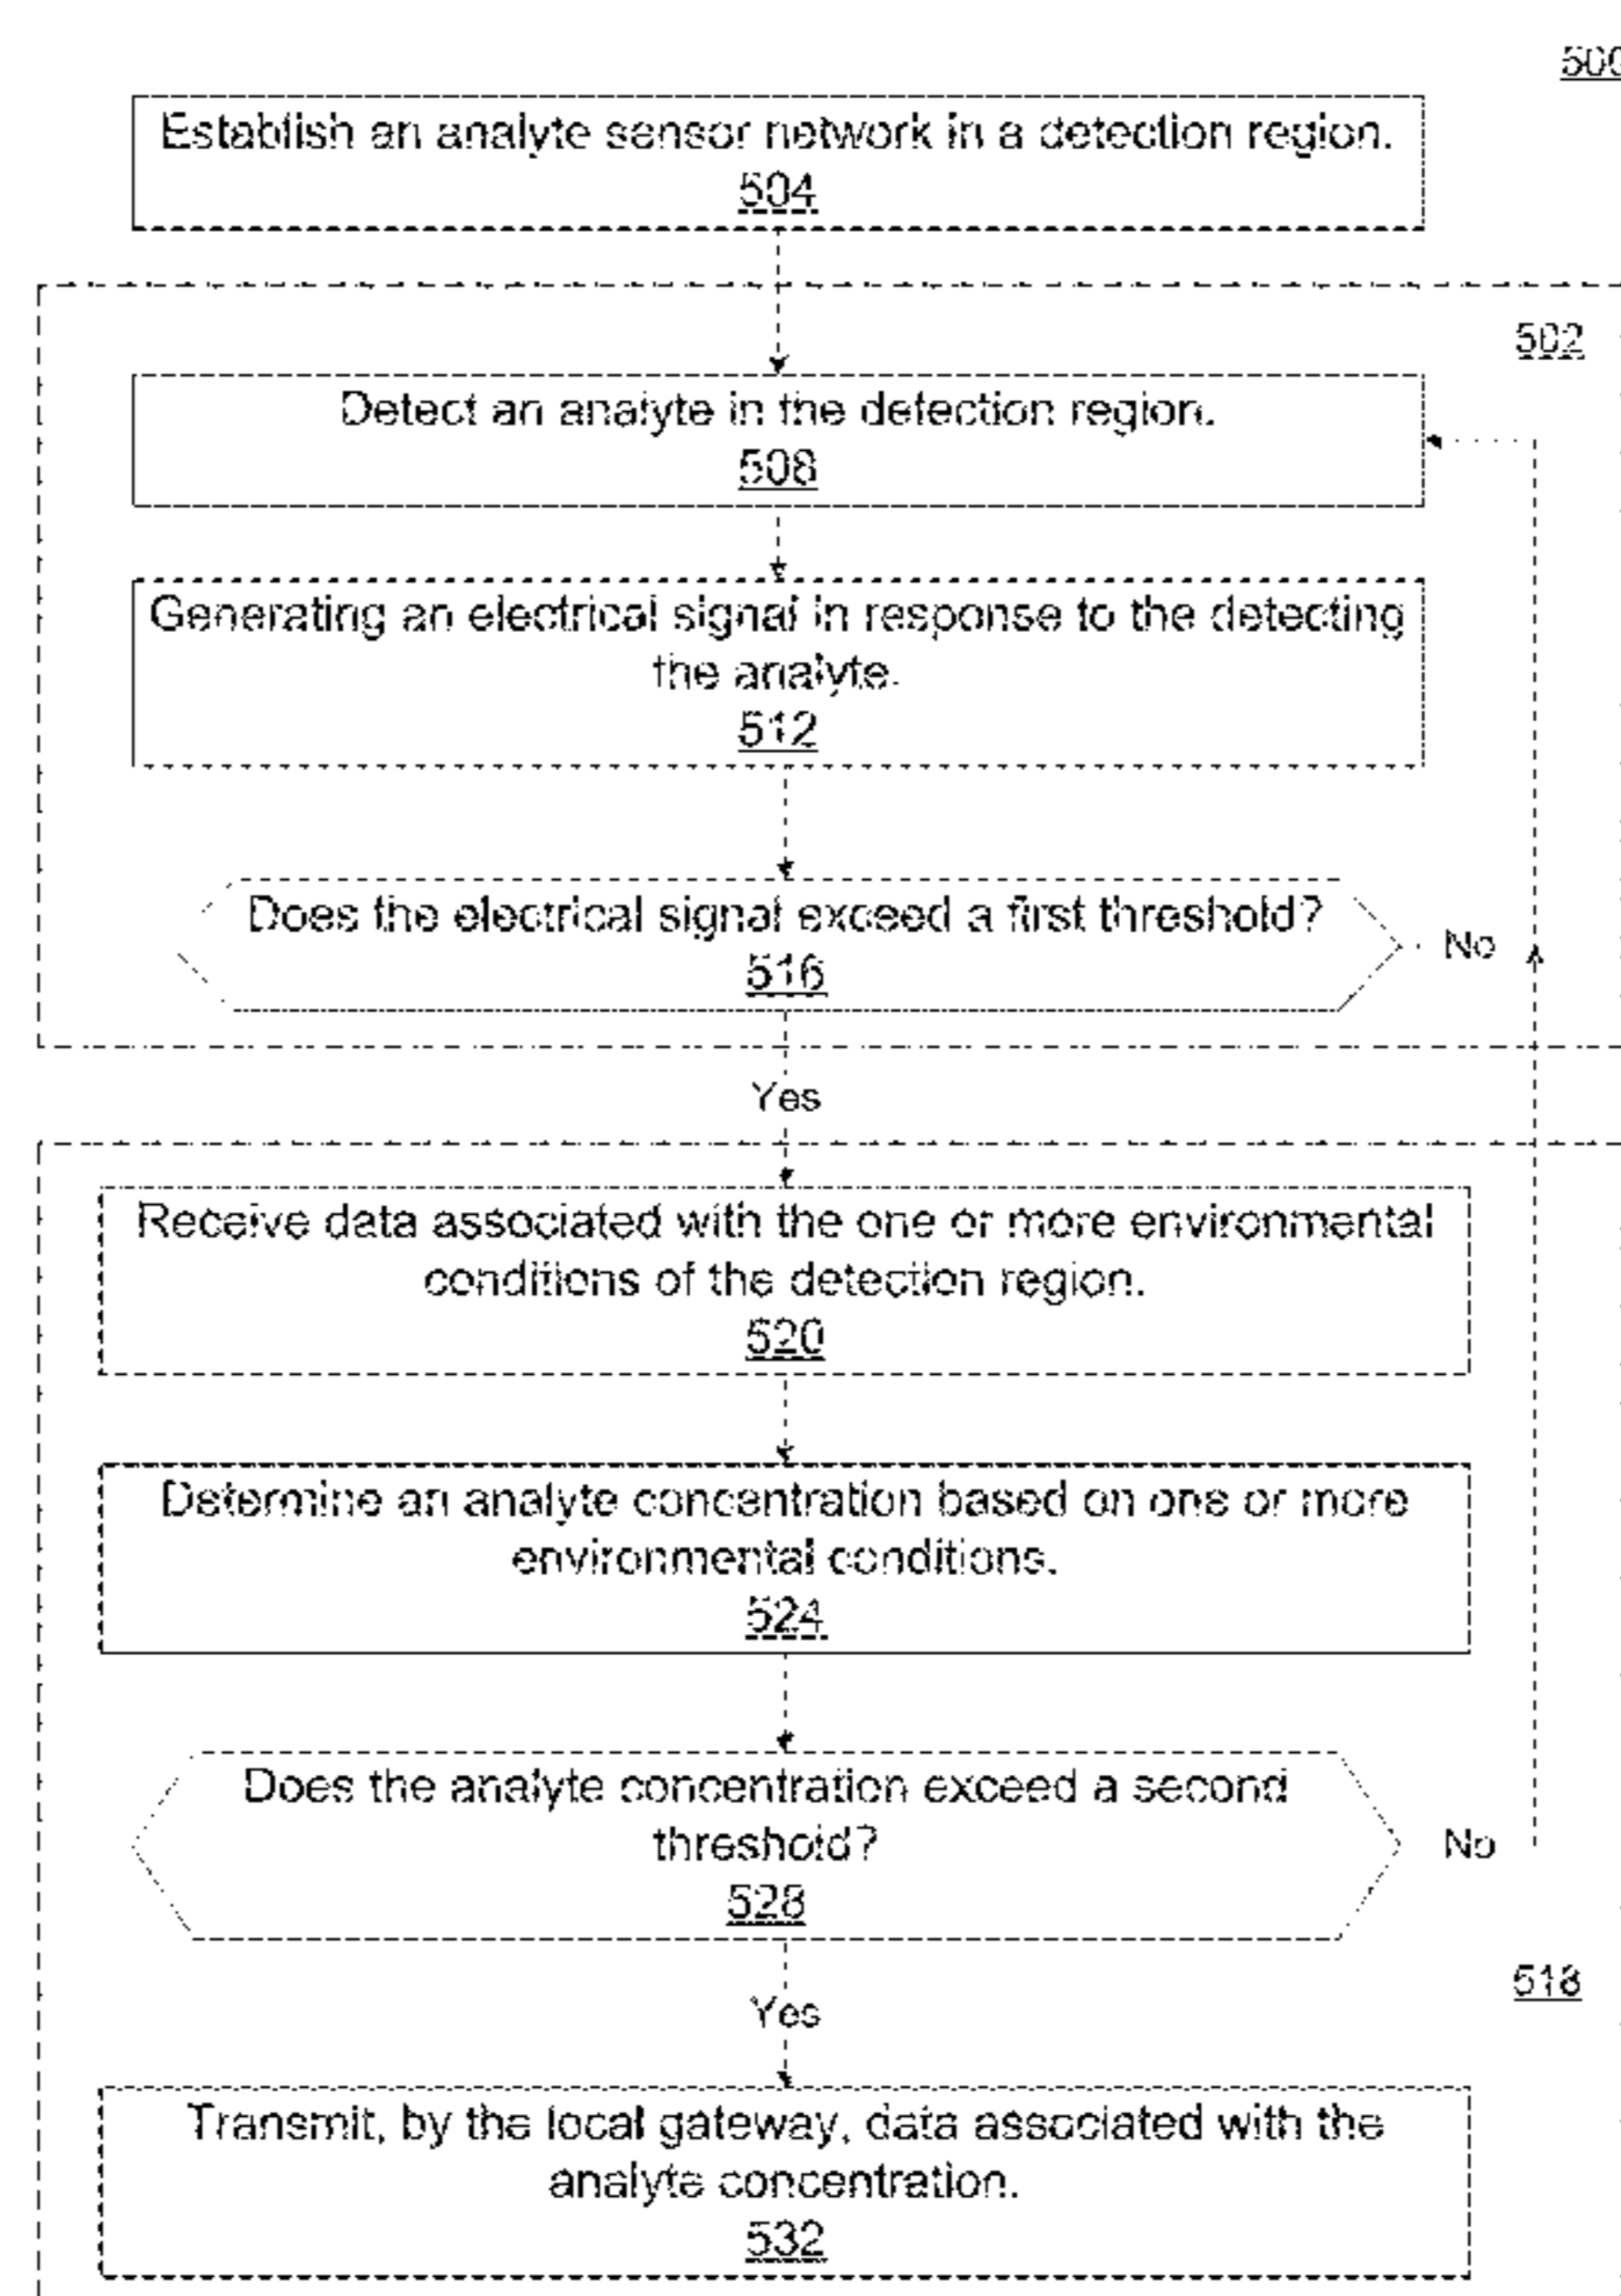 500
Establish an analyte sensor network in a detection region.
504
502
Detect an analyte in the detection region.
508
Generating an electrical signal in response to the detecting
the analyte.
512
Does the electrical signal exceed a first threshold?
516
No
Yes
Receive data associated with the one or more environmental
conditions of the detection region.
520
Determine an analyte concentration based on one or more
environmental conditions.
524
Does the analyte concentration exceed a second
threshold?
528
No
518
Yes
Transmit, by the local gateway, data associated with the
analyte concentration.
532